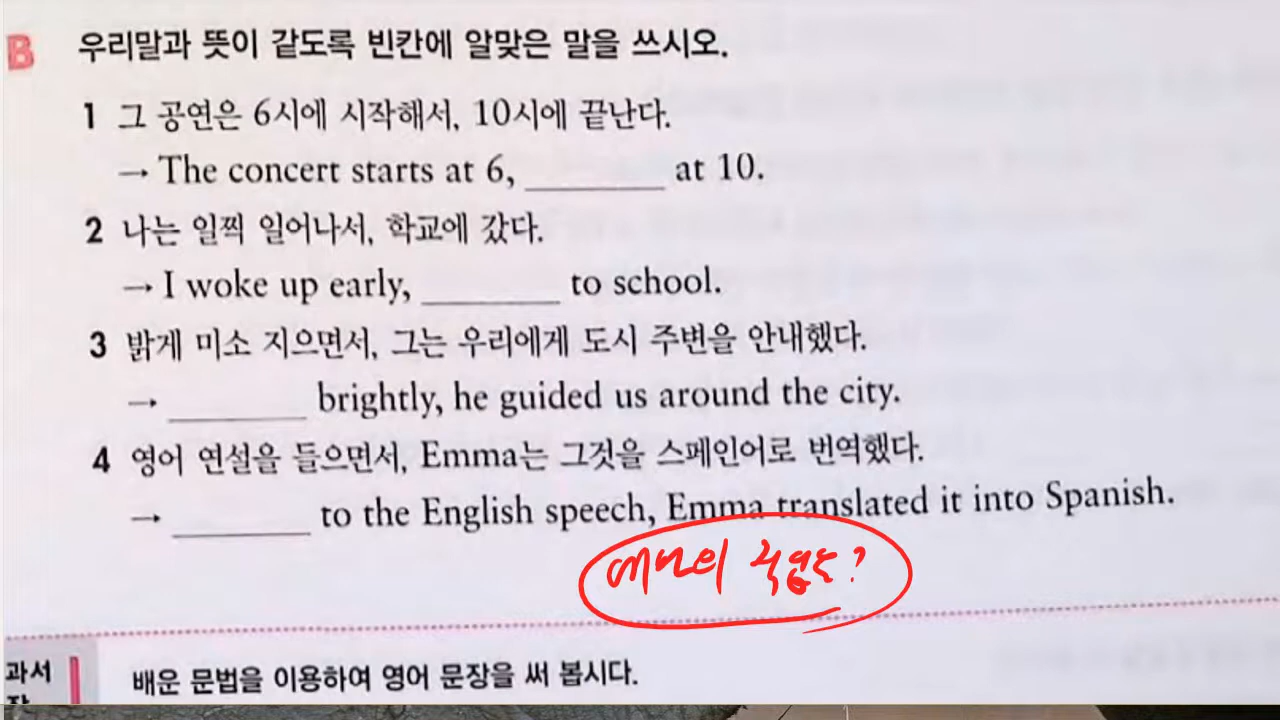 B 우리말과 뜻이 같도록 빈칸에 알맞은 말을 쓰시오.
1 그 공연은 6시에 시작해서, 10시에 끝난다.
→ The concert starts at 6, ________ at 10.
2 나는 일찍 일어나서, 학교에 갔다.
→ I woke up early, ________ to school.
3 밝게 미소 지으면서, 그는 우리에게 도시 주변을 안내했다.
→ ________ brightly, he guided us around the city.
4 영어 연설을 들으면서, Emma는 그것을 스페인어로 번역했다.
→ ________ to the English speech, Emma translated it into Spanish.
과서
배운 문법을 이용하여 영어 문장을 써 봅시다.